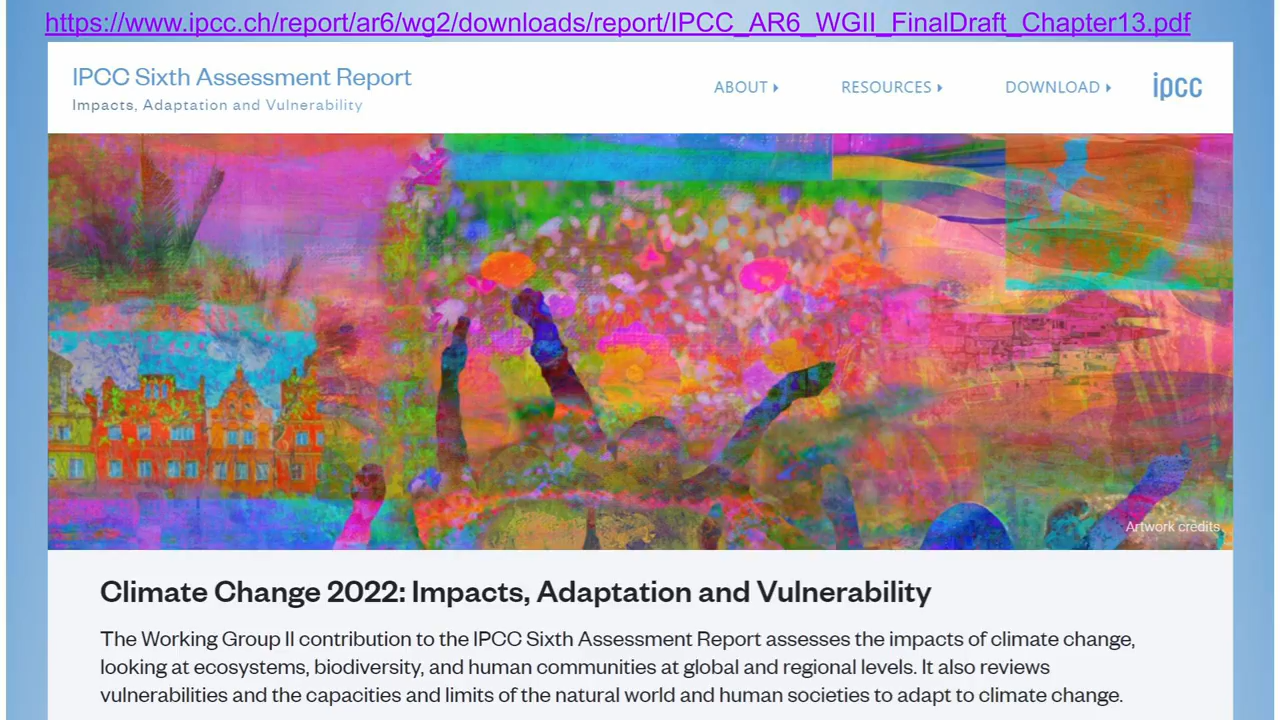 https://www.ipcc.ch/report/ar6/wg2/downloads/report/IPCC_AR6_WGII_FinalDraft_Chapter13.pdf
IPCC Sixth Assessment Report
Impacts, Adaptation and Vulnerability
ABOUT RESOURCES DOWNLOAD ipcc
Artwork credits
Climate Change 2022: Impacts, Adaptation and Vulnerability
The Working Group II contribution to the IPCC Sixth Assessment Report assesses the impacts of climate change,
looking at ecosystems, biodiversity, and human communities at global and regional levels. It also reviews
vulnerabilities and the capacities and limits of the natural world and human societies to adapt to climate change.